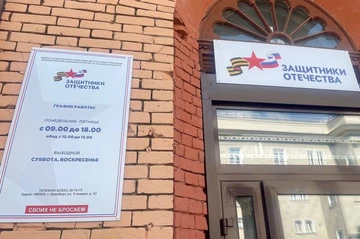 ЗАЩИТНИКИ
ОТЕЧЕСТВА
ГРАФИК РАБОТЫ:
ПОНЕДЕЛЬНИК - ПЯТНИЦА
с 09.00 до 18.00
ВЫХОДНОЙ
СУББОТА, ВОСКРЕСЕНЬЕ
СВОИХ НЕ БРОСАЕМ
ЗАЩИТНИКИ
ОТЕЧЕСТВА